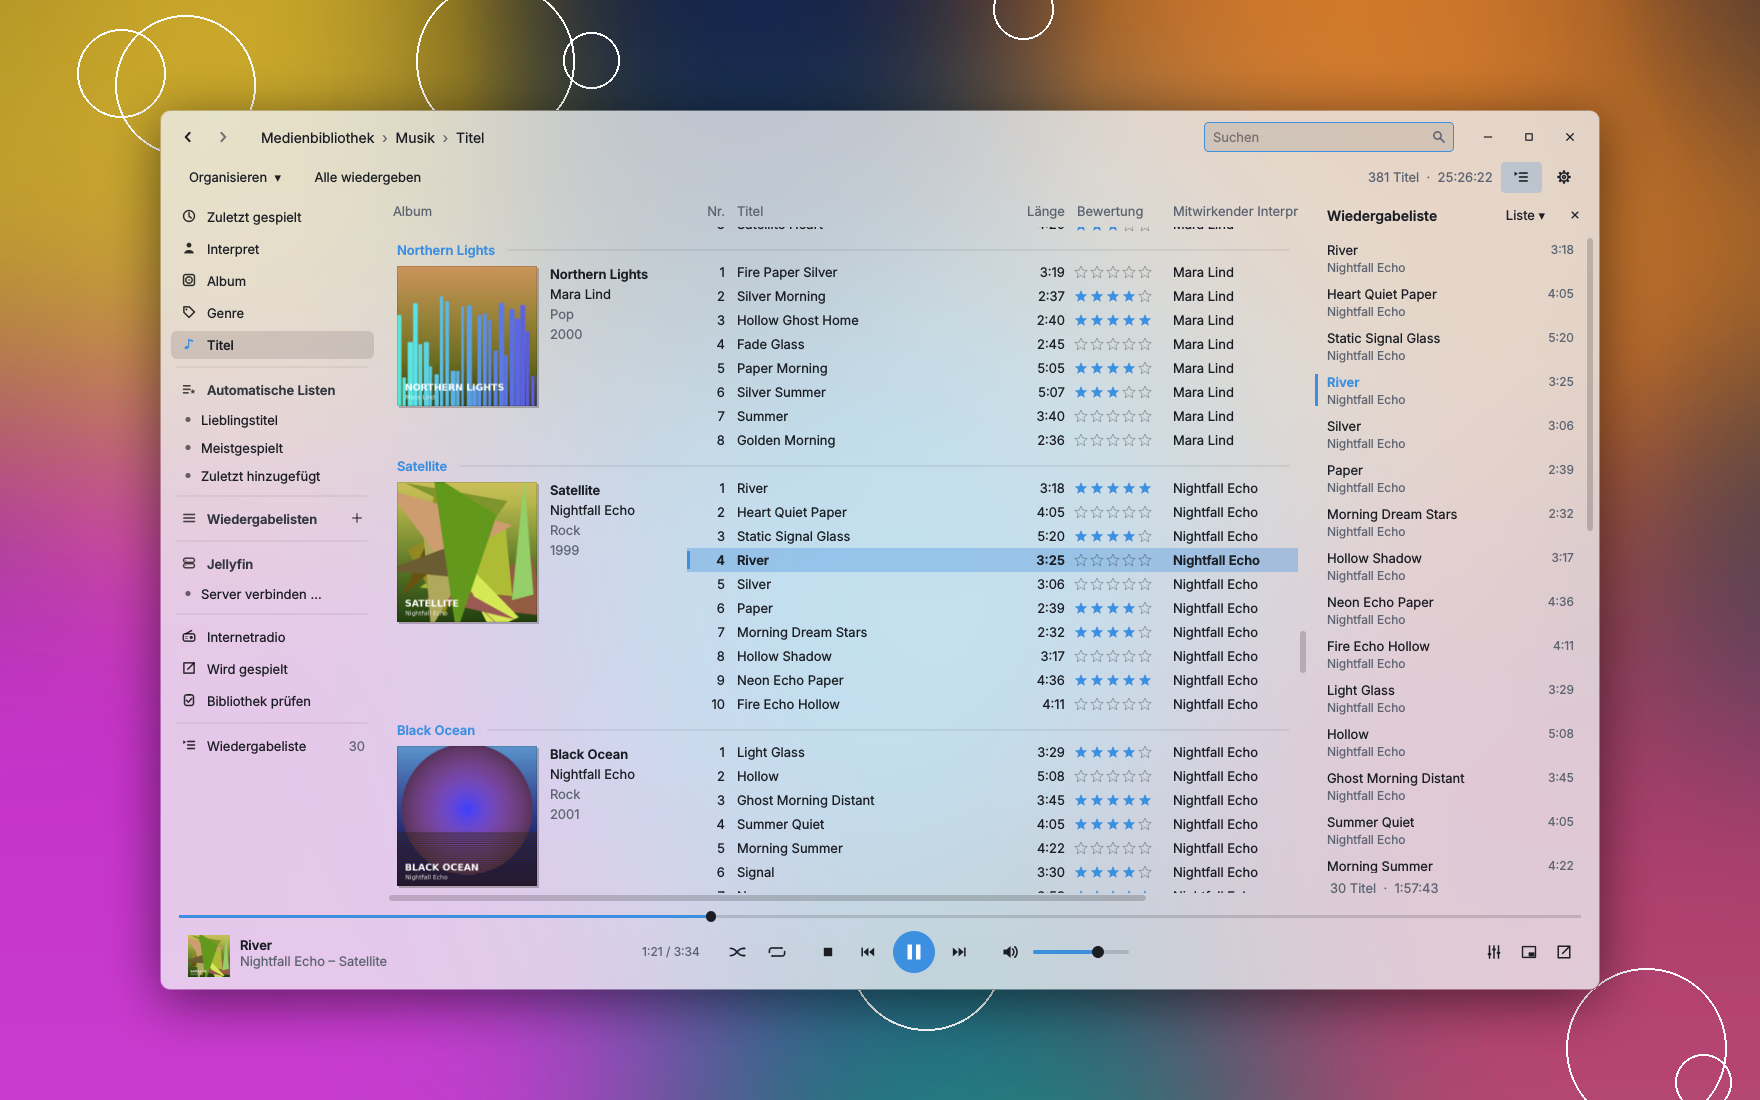 Medienbibliothek › Musik › Titel
Suchen
Organisieren ▾ Alle wiedergeben
381 Titel · 25:26:22
Zuletzt gespielt
Interpret
Album
Genre
Titel
Automatische Listen
Lieblingstitel
Meistgespielt
Zuletzt hinzugefügt
Wiedergabelisten
Jellyfin
Server verbinden ...
Internetradio
Wird gespielt
Bibliothek prüfen
Wiedergabeliste 30
Album Nr. Titel Länge Bewertung Mitwirkender Interpr
Northern Lights
NORTHERN LIGHTS
Northern Lights
Mara Lind
Pop
2000
1 Fire Paper Silver 3:19 Mara Lind
2 Silver Morning 2:37 Mara Lind
3 Hollow Ghost Home 2:40 Mara Lind
4 Fade Glass 2:45 Mara Lind
5 Paper Morning 5:05 Mara Lind
6 Silver Summer 5:07 Mara Lind
7 Summer 3:40 Mara Lind
8 Golden Morning 2:36 Mara Lind
Satellite
SATELLITE
Nightfall Echo
Satellite
Nightfall Echo
Rock
1999
1 River 3:18 Nightfall Echo
2 Heart Quiet Paper 4:05 Nightfall Echo
3 Static Signal Glass 5:20 Nightfall Echo
4 River 3:25 Nightfall Echo
5 Silver 3:06 Nightfall Echo
6 Paper 2:39 Nightfall Echo
7 Morning Dream Stars 2:32 Nightfall Echo
8 Hollow Shadow 3:17 Nightfall Echo
9 Neon Echo Paper 4:36 Nightfall Echo
10 Fire Echo Hollow 4:11 Nightfall Echo
Black Ocean
BLACK OCEAN
Nightfall Echo
Black Ocean
Nightfall Echo
Rock
2001
1 Light Glass 3:29 Nightfall Echo
2 Hollow 5:08 Nightfall Echo
3 Ghost Morning Distant 3:45 Nightfall Echo
4 Summer Quiet 4:05 Nightfall Echo
5 Morning Summer 4:22 Nightfall Echo
6 Signal 3:30 Nightfall Echo
Wiedergabeliste Liste ▾
River 3:18
Nightfall Echo
Heart Quiet Paper 4:05
Nightfall Echo
Static Signal Glass 5:20
Nightfall Echo
River 3:25
Nightfall Echo
Silver 3:06
Nightfall Echo
Paper 2:39
Nightfall Echo
Morning Dream Stars 2:32
Nightfall Echo
Hollow Shadow 3:17
Nightfall Echo
Neon Echo Paper 4:36
Nightfall Echo
Fire Echo Hollow 4:11
Nightfall Echo
Light Glass 3:29
Nightfall Echo
Hollow 5:08
Nightfall Echo
Ghost Morning Distant 3:45
Nightfall Echo
Summer Quiet 4:05
Nightfall Echo
Morning Summer 4:22
30 Titel · 1:57:43
River
Nightfall Echo – Satellite
1:21 / 3:34